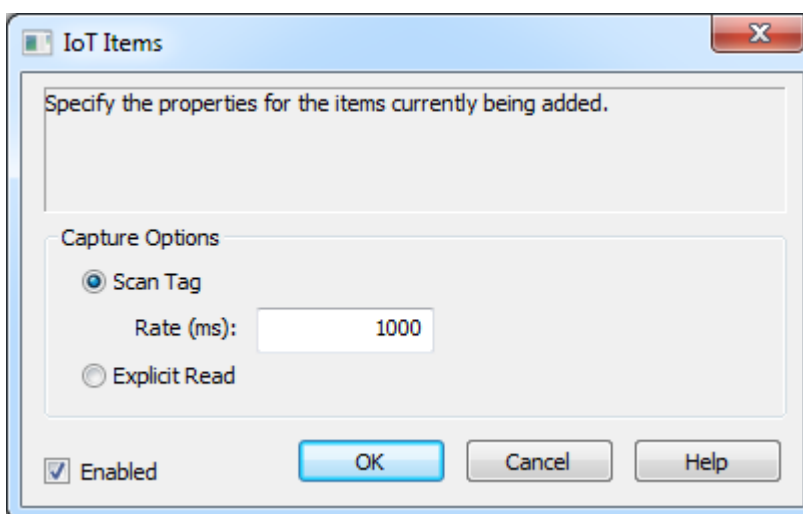 IoT Items
Specify the properties for the items currently being added.
Capture Options
Scan Tag
Rate (ms): 1000
Explicit Read
Enabled OK Cancel Help